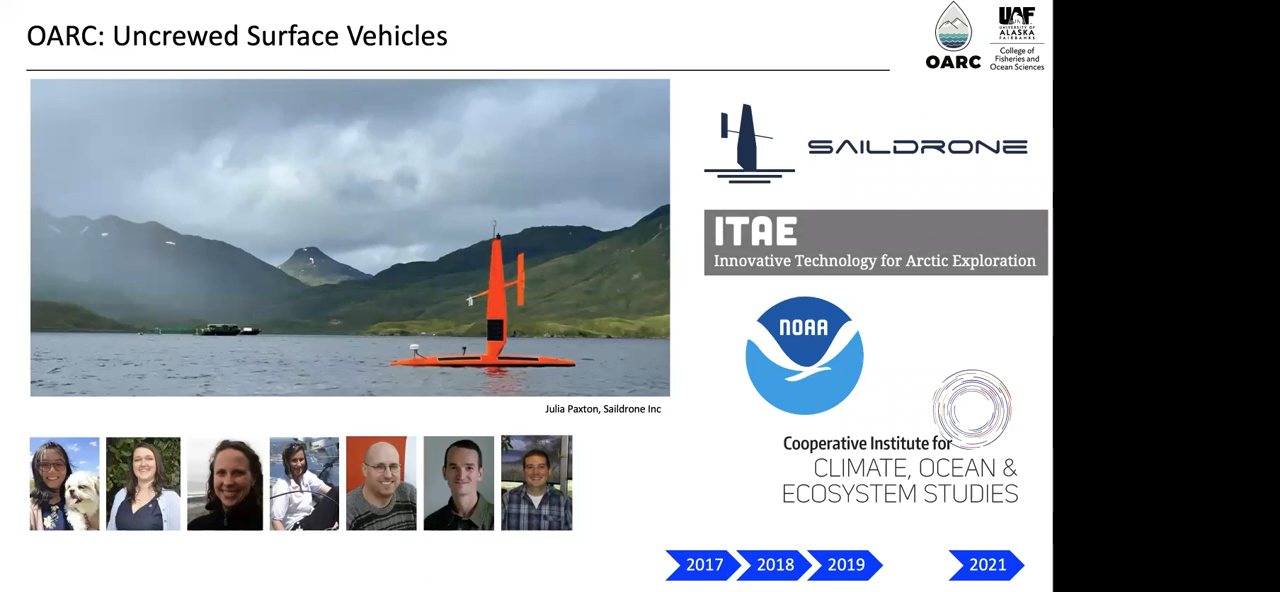 OARC: Uncrewed Surface Vehicles
OARC
UAF
UNIVERSITY OF
ALASKA
FAIRBANKS
College of
Fisheries and
Ocean Sciences
SAILDRONE
ITAE
Innovative Technology for Arctic Exploration
NOAA
Julia Paxton, Saildrone Inc
Cooperative Institute for
CLIMATE, OCEAN &
ECOSYSTEM STUDIES
2017
2018
2019
2021